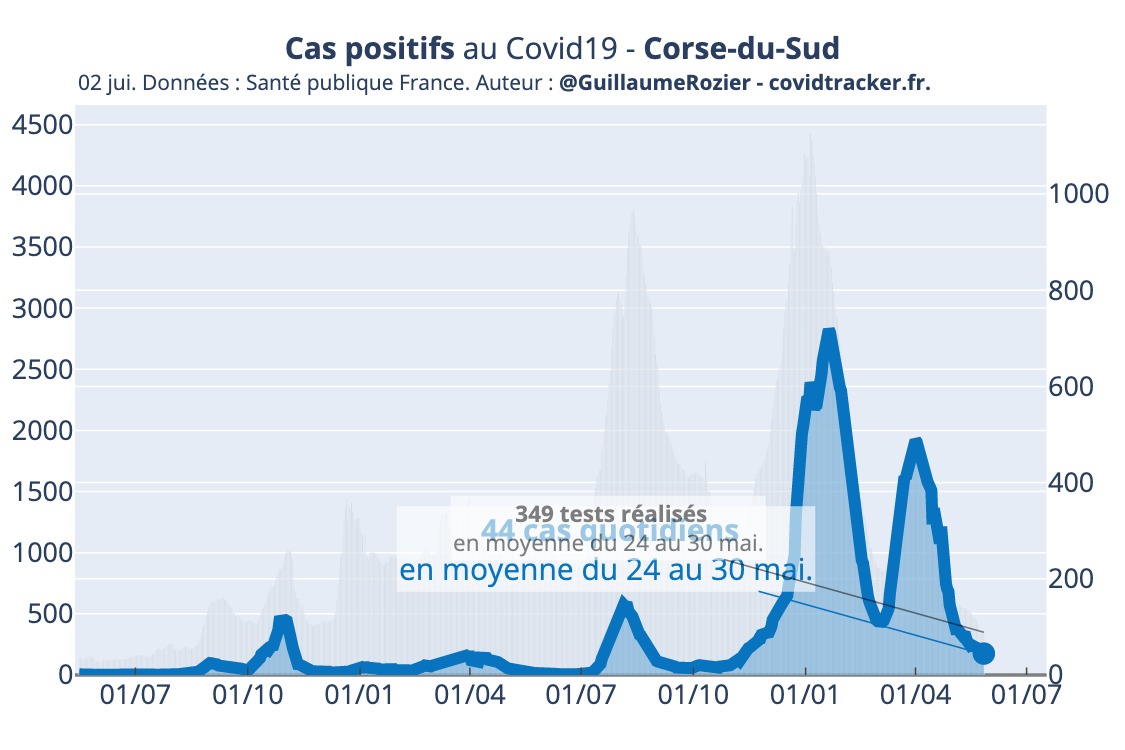 Cas positifs au Covid19 - Corse-du-Sud
02 jui. Données : Santé publique France. Auteur : @GuillaumeRozier - covidtracker.fr.
4500
4000
3500
3000
2500
2000
1500
1000
500
0
1000
800
600
400
200
0
349 tests réalisés
44 cas quotidiens
en moyenne du 24 au 30 mai.
en moyenne du 24 au 30 mai.
01/07 01/10 01/01 01/04 01/07 01/10 01/01 01/04 01/07